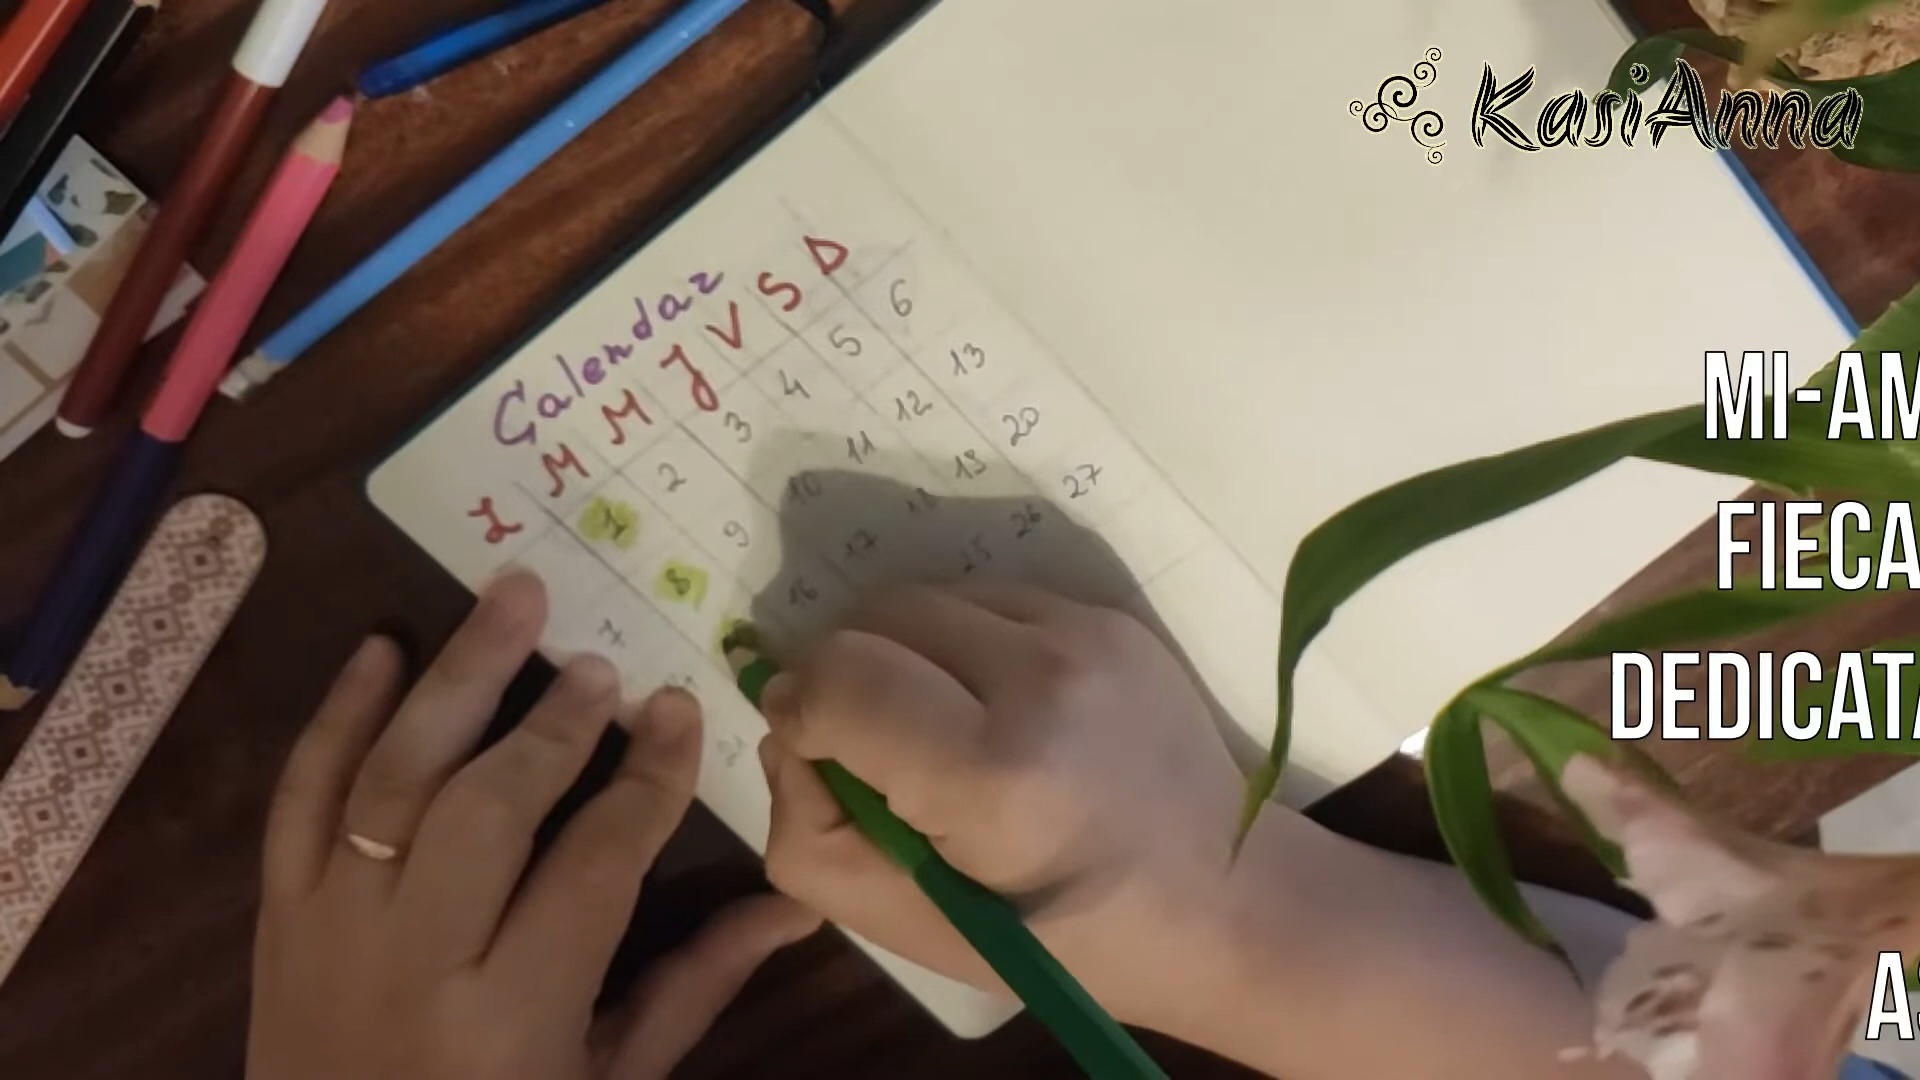 KasiAnna
MI-AM
FIECA
DEDICATA
AS
Calendar
L M M J V S D
1 2 3 4 5 6
7 8 9 10 11 12 13
16 17 18 19 20
21 25 26 27